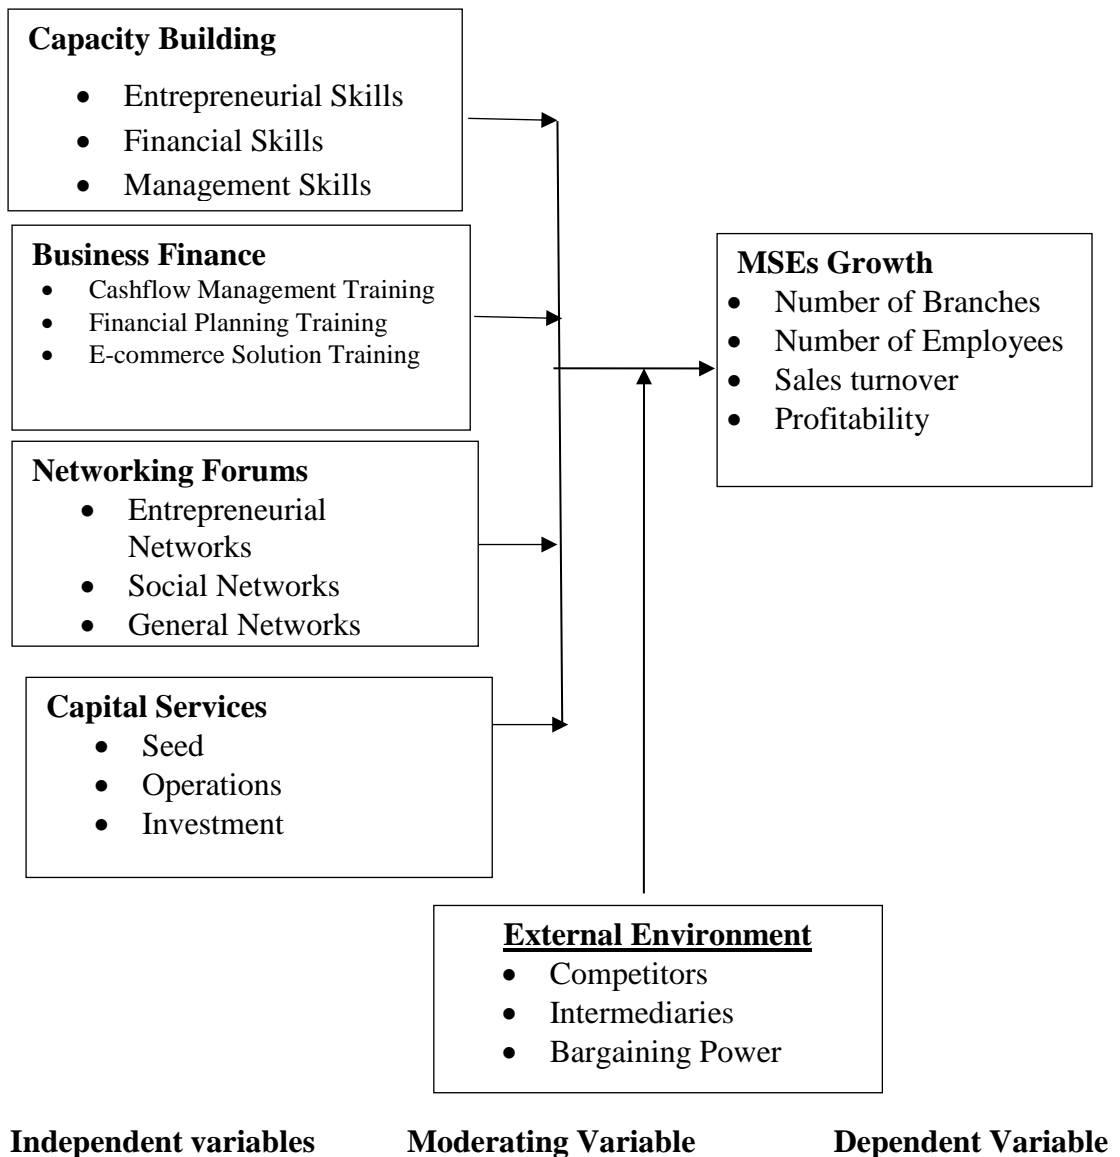 Capacity Building
• Entrepreneurial Skills
• Financial Skills
• Management Skills
Business Finance
• Cashflow Management Training
• Financial Planning Training
• E-commerce Solution Training
Networking Forums
• Entrepreneurial
Networks
• Social Networks
• General Networks
Capital Services
• Seed
• Operations
• Investment
MSEs Growth
• Number of Branches
• Number of Employees
• Sales turnover
• Profitability
External Environment
• Competitors
• Intermediaries
• Bargaining Power
Independent variables Moderating Variable Dependent Variable